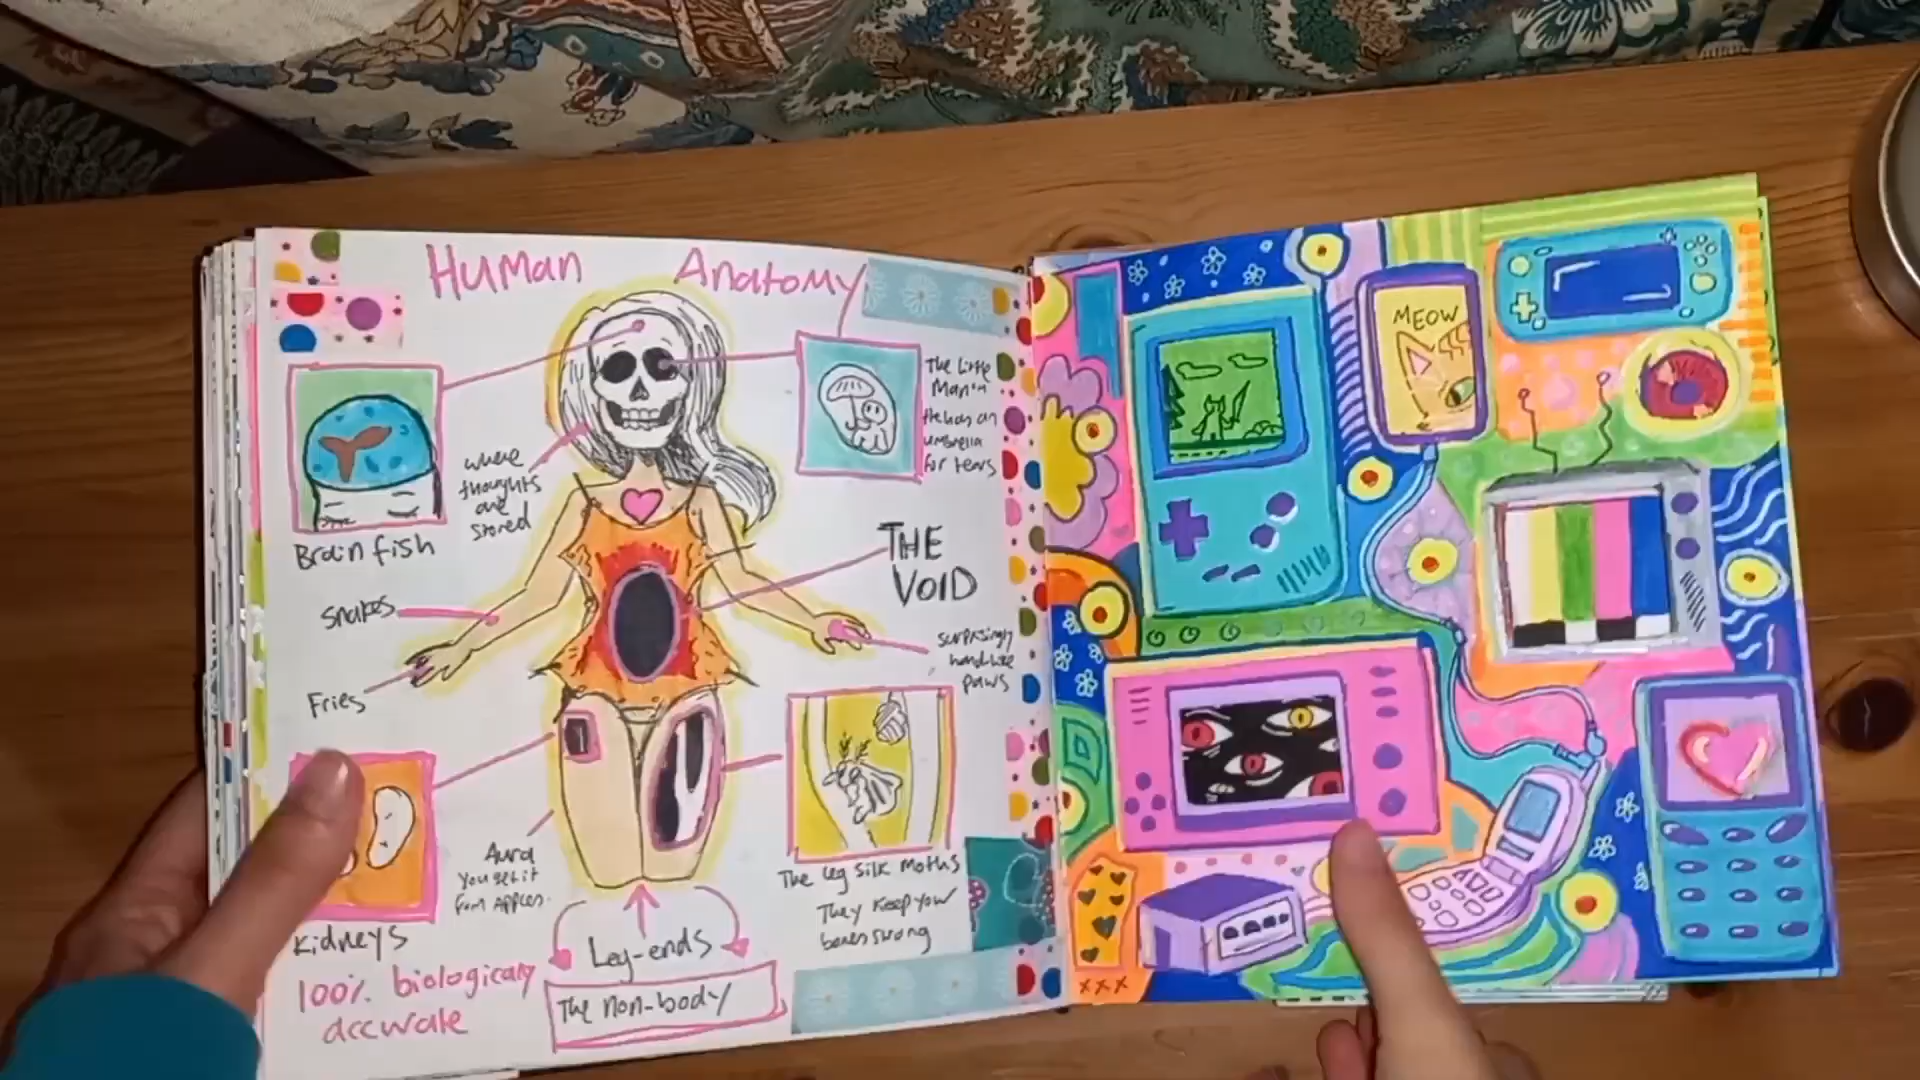 Human Anatomy
The Little
Man
He has an
umbrella
for tears
where
thoughts
are
stored
Brain fish
THE
VOID
Snakes
surprisingly
hand-like
paws
Fries
Aura
You get it
from Apples.
The leg silk moths
They keep your
bones strong
Kidneys
Leg-ends
100% biologically
accurate
The non-body
MEOW
xxx